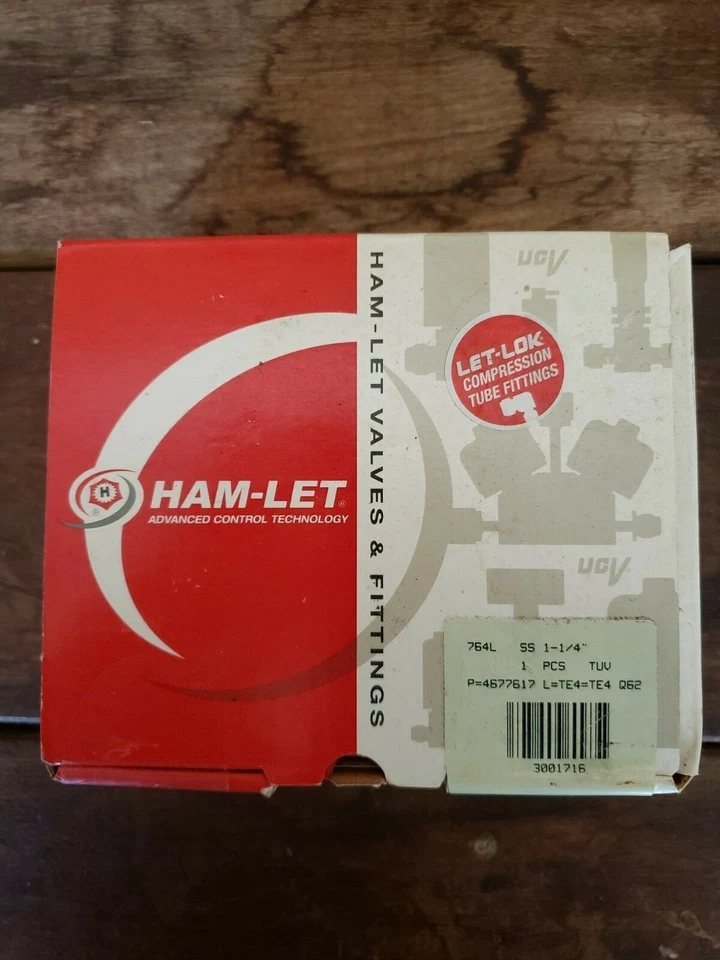 H
®
HAM-LET®
ADVANCED CONTROL TECHNOLOGY
HAM-LET VALVES & FITTINGS
UCV
LET-LOK®
COMPRESSION
TUBE FITTINGS
UCV
764L SS 1-1/4"
1 PCS TUV
P=4677617 L=TE4=TE4 Q62
3001716